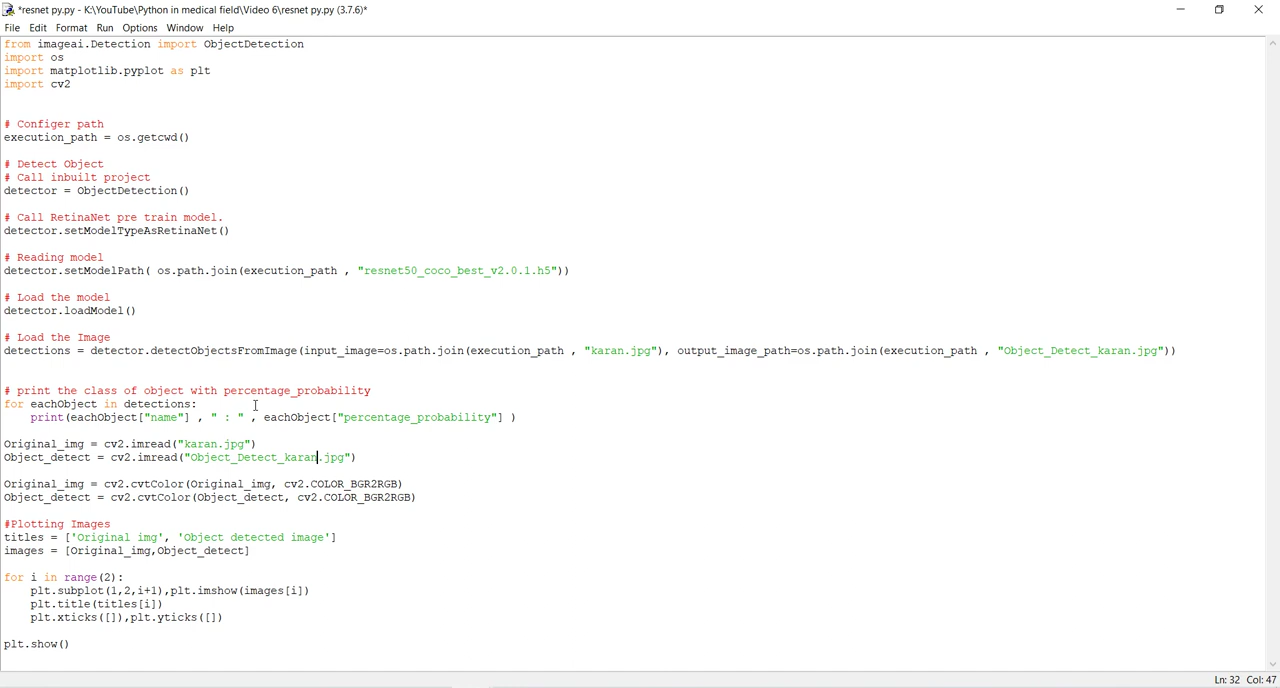 *resnet py.py - K:\YouTube\Python in medical field\Video 6\resnet py.py (3.7.6)*
File Edit Format Run Options Window Help
from imageai.Detection import ObjectDetection
import os
import matplotlib.pyplot as plt
import cv2
# Configer path
execution_path = os.getcwd()
# Detect Object
# Call inbuilt project
detector = ObjectDetection()
# Call RetinaNet pre train model.
detector.setModelTypeAsRetinaNet()
# Reading model
detector.setModelPath( os.path.join(execution_path , "resnet50_coco_best_v2.0.1.h5"))
# Load the model
detector.loadModel()
# Load the Image
detections = detector.detectObjectsFromImage(input_image=os.path.join(execution_path , "karan.jpg"), output_image_path=os.path.join(execution_path , "Object_Detect_karan.jpg"))
# print the class of object with percentage_probability
for eachObject in detections:
    print(eachObject["name"] , " : " , eachObject["percentage_probability"] )
Original_img = cv2.imread("karan.jpg")
Object_detect = cv2.imread("Object_Detect_karan.jpg")
Original_img = cv2.cvtColor(Original_img, cv2.COLOR_BGR2RGB)
Object_detect = cv2.cvtColor(Object_detect, cv2.COLOR_BGR2RGB)
#Plotting Images
titles = ['Original img', 'Object detected image']
images = [Original_img,Object_detect]
for i in range(2):
    plt.subplot(1,2,i+1),plt.imshow(images[i])
    plt.title(titles[i])
    plt.xticks([]),plt.yticks([])
plt.show()
Ln: 32 Col: 47